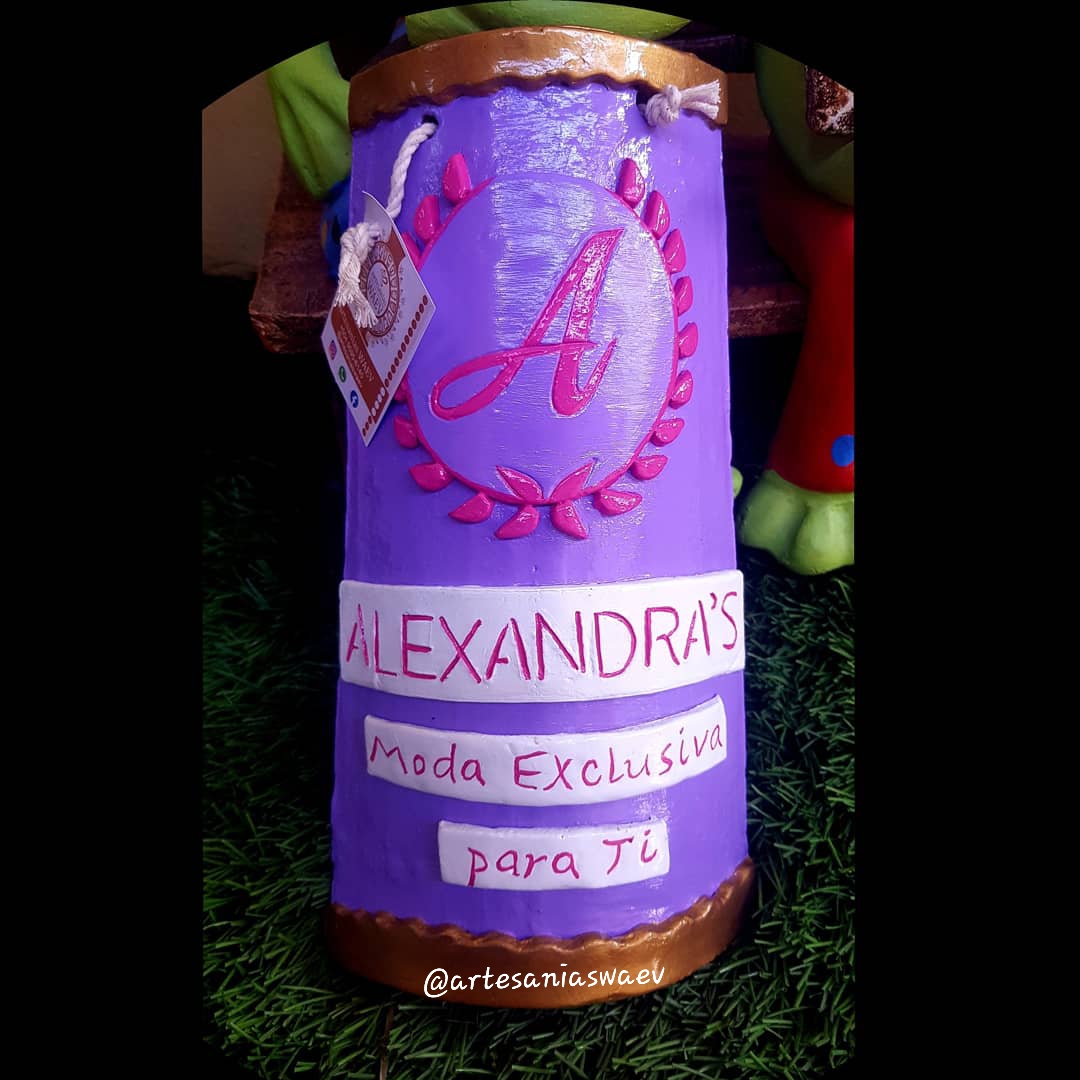 A
ALEXANDRA'S
Moda Exclusiva
para Ti
@artesaniaswaev